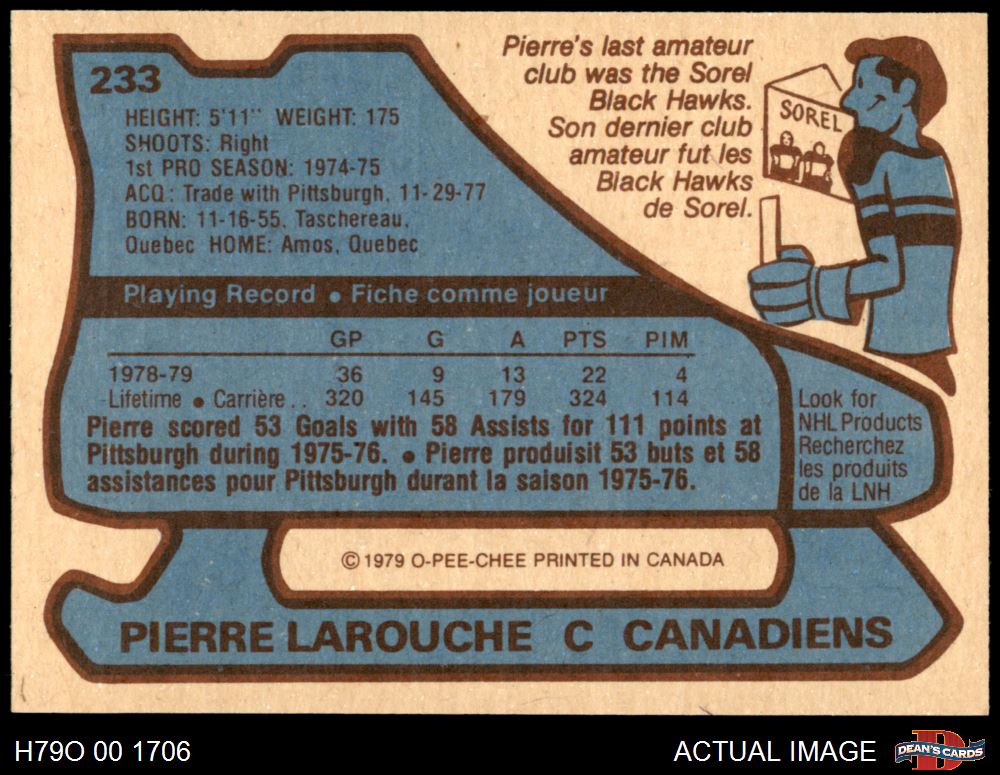 233
HEIGHT: 5'11" WEIGHT: 175
SHOOTS: Right
1st PRO SEASON: 1974-75
ACQ: Trade with Pittsburgh, 11-29-77
BORN: 11-16-55, Taschereau,
Quebec HOME: Amos, Quebec
Pierre's last amateur
club was the Sorel
Black Hawks.
Son dernier club
amateur fut les
Black Hawks
de Sorel.
SOREL
Playing Record • Fiche comme joueur
GP G A PTS PIM
1978-79 36 9 13 22 4
Lifetime • Carrière . . 320 145 179 324 114
Pierre scored 53 Goals with 58 Assists for 111 points at
Pittsburgh during 1975-76. • Pierre produisit 53 buts et 58
assistances pour Pittsburgh durant la saison 1975-76.
Look for
NHL Products
Recherchez
les produits
de la LNH
© 1979 O-PEE-CHEE PRINTED IN CANADA
PIERRE LAROUCHE C CANADIENS
H79O 00 1706
ACTUAL IMAGE
D
DEAN'S CARDS